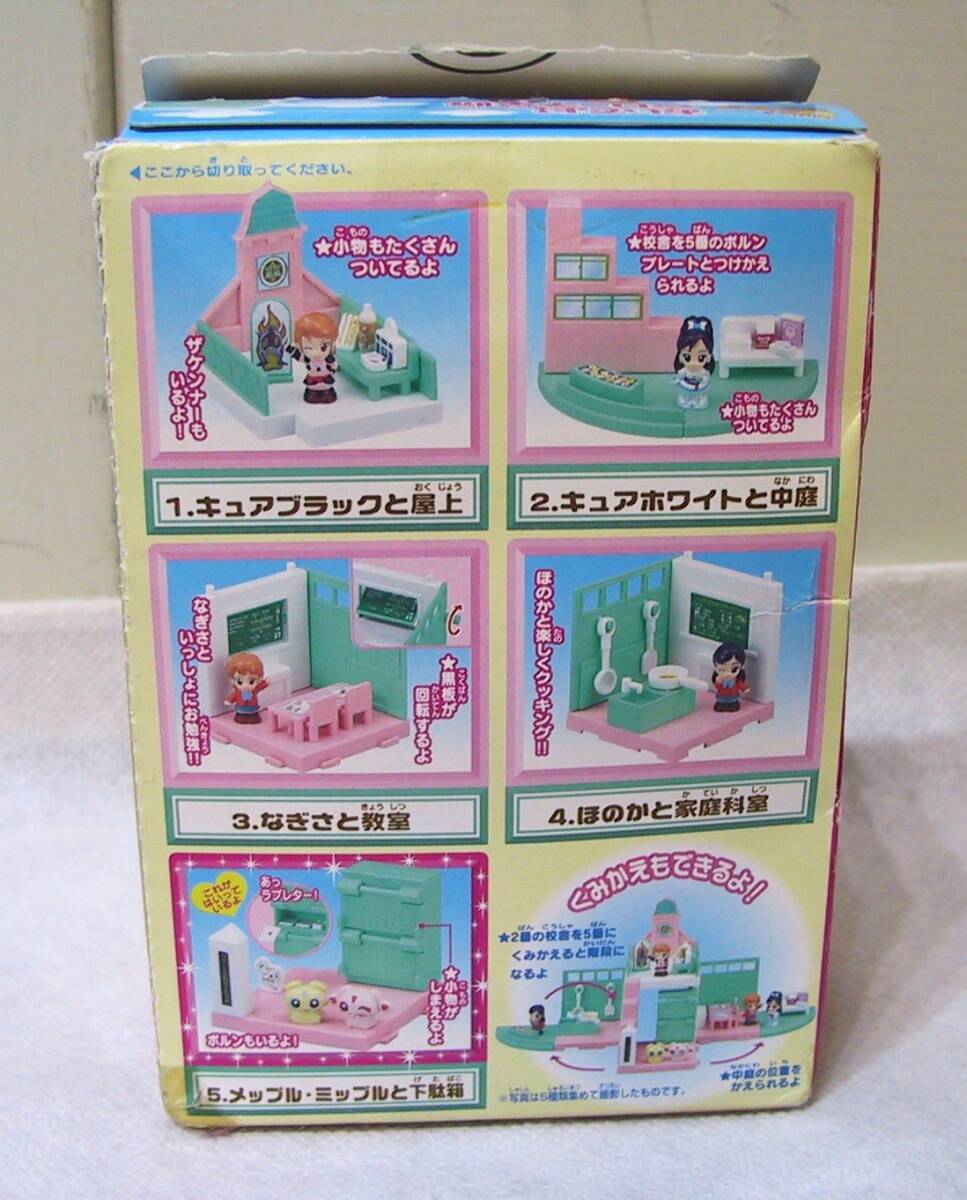 ◀ここから切り取ってください。
★小物もたくさん
ついてるよ
ザケンナーも
いるよ!
1.キュアブラックと屋上
★校舎を5番のポルン
プレートとつけかえ
られるよ
★小物もたくさん
ついてるよ
2.キュアホワイトと中庭
なぎさと
いっしょにお勉強!!
★黒板が
回転するよ
3.なぎさと教室
ほのかと楽しくクッキング!!
4.ほのかと家庭科室
これが
はいって
いるよ
あっ
ラブレター!
★小物が
しまえるよ
ポルンもいるよ!
5.メップル・ミップルと下駄箱
くみかえもできるよ!
★2番の校舎を5番に
くみかえると階段に
なるよ
★中庭の位置を
かえられるよ
※写真は5種類集めて撮影したものです。